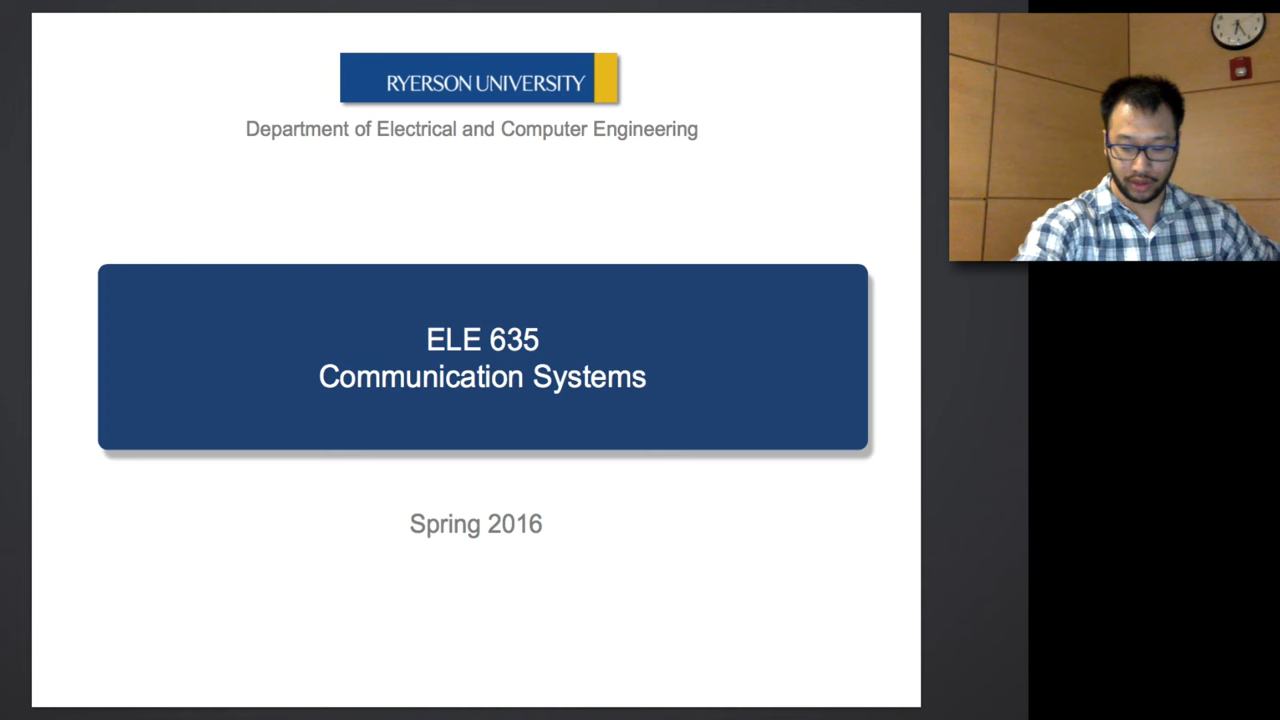 RYERSON UNIVERSITY
Department of Electrical and Computer Engineering
ELE 635
Communication Systems
Spring 2016